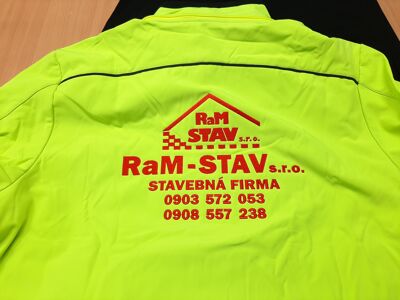 RaM
STAV s.r.o.
RaM-STAV s.r.o.
STAVEBNÁ FIRMA
0903 572 053
0908 557 238